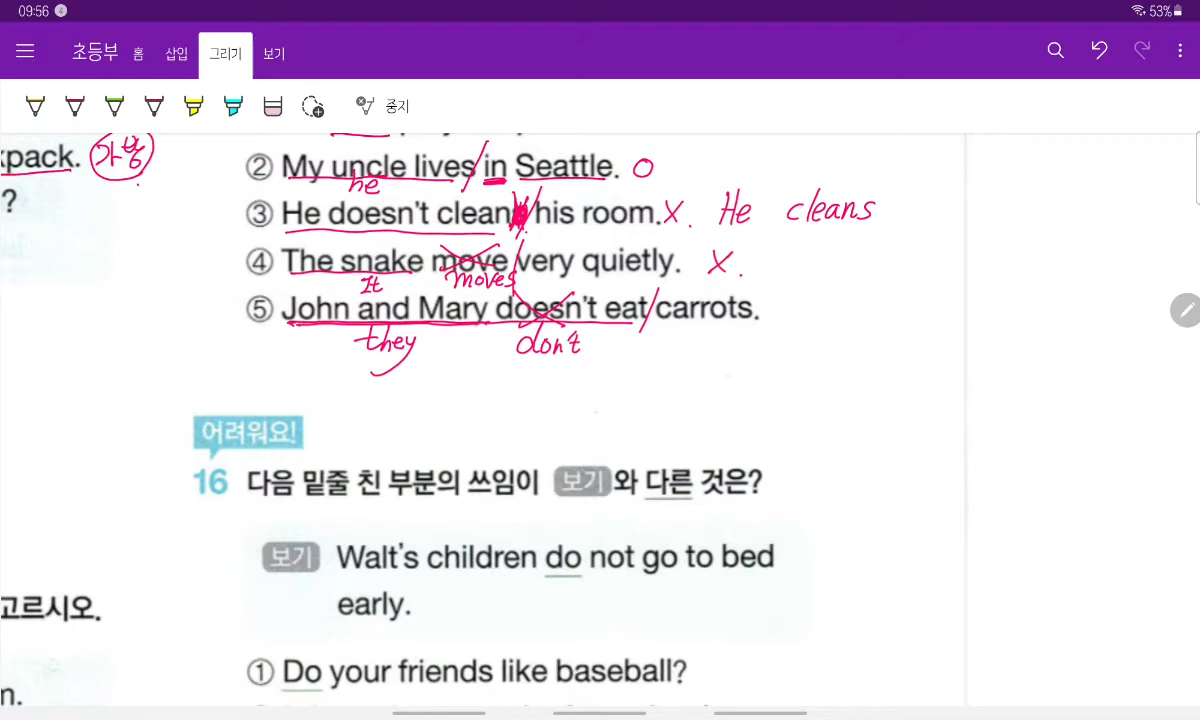 09:56 4 53%
초등부 홈 삽입 그리기 보기
중지
kpack. 가방
② My uncle lives / in Seattle. O
he
?
③ He doesn't clean / his room. X. He cleans
④ The snake move very quietly. X.
It moves
⑤ John and Mary doesn't eat / carrots.
they don't
어려워요!
16 다음 밑줄 친 부분의 쓰임이 보기 와 다른 것은?
보기 Walt's children do not go to bed
early.
고르시오.
① Do your friends like baseball?
n.